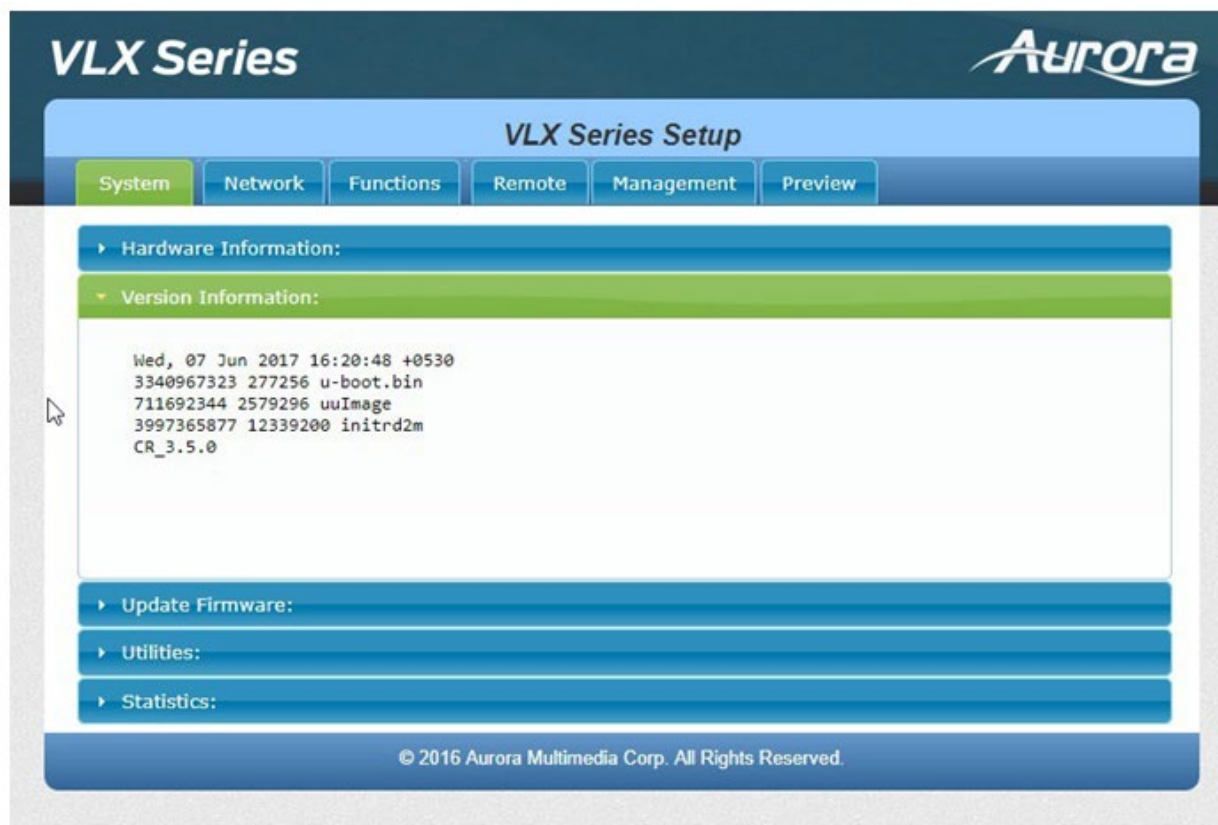 VLX Series
Aurora
VLX Series Setup
System Network Functions Remote Management Preview
Hardware Information:
Version Information:
Wed, 07 Jun 2017 16:20:48 +0530
3340967323 277256 u-boot.bin
711692344 2579296 uuImage
3997365877 12339200 initrd2m
CR_3.5.0
Update Firmware:
Utilities:
Statistics:
© 2016 Aurora Multimedia Corp. All Rights Reserved.